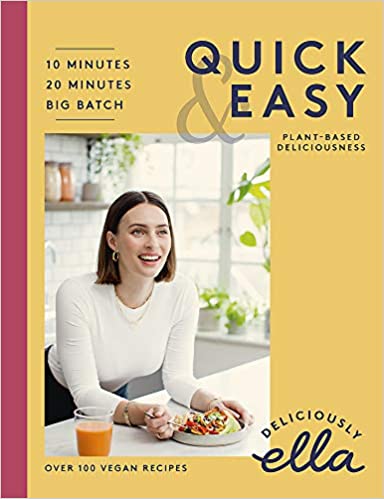 10 MINUTES
20 MINUTES
BIG BATCH
QUICK
& EASY
PLANT-BASED
DELICIOUSNESS
OVER 100 VEGAN RECIPES
DELICIOUSLY
ella